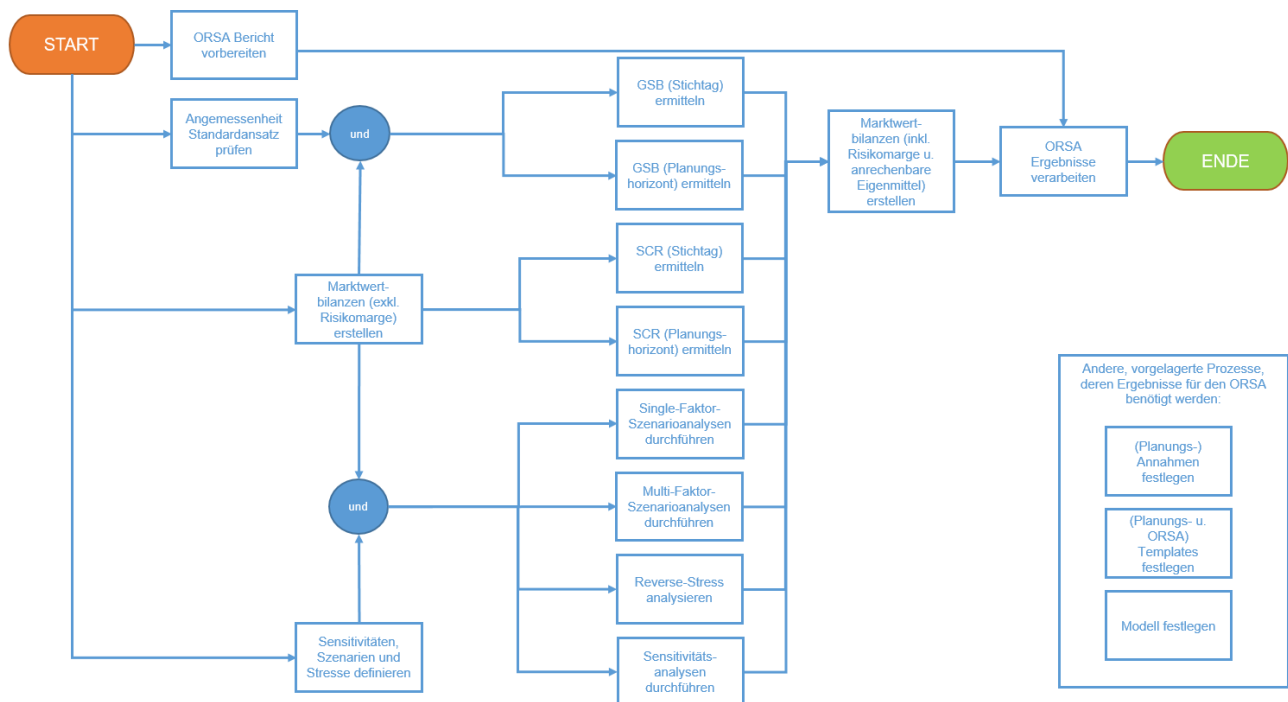 START
ORSA Bericht
vorbereiten
Angemessenheit
Standardansatz
prüfen
und
GSB (Stichtag)
ermitteln
GSB (Planungs-
horizont) ermitteln
SCR (Stichtag)
ermitteln
Marktwert-
bilanzen (exkl.
Risikomarge)
erstellen
SCR (Planungs-
horizont) ermitteln
Single-Faktor-
Szenarioanalysen
durchführen
und
Multi-Faktor-
Szenarioanalysen
durchführen
Reverse-Stress
analysieren
Sensitivitäten,
Szenarien und
Stresse definieren
Sensitivitäts-
analysen
durchführen
Marktwert-
bilanzen (inkl.
Risikomarge u.
anrechenbare
Eigenmittel)
erstellen
ORSA
Ergebnisse
verarbeiten
ENDE
Andere, vorgelagerte Prozesse,
deren Ergebnisse für den ORSA
benötigt werden:
(Planungs-)
Annahmen
festlegen
(Planungs- u.
ORSA)
Templates
festlegen
Modell festlegen